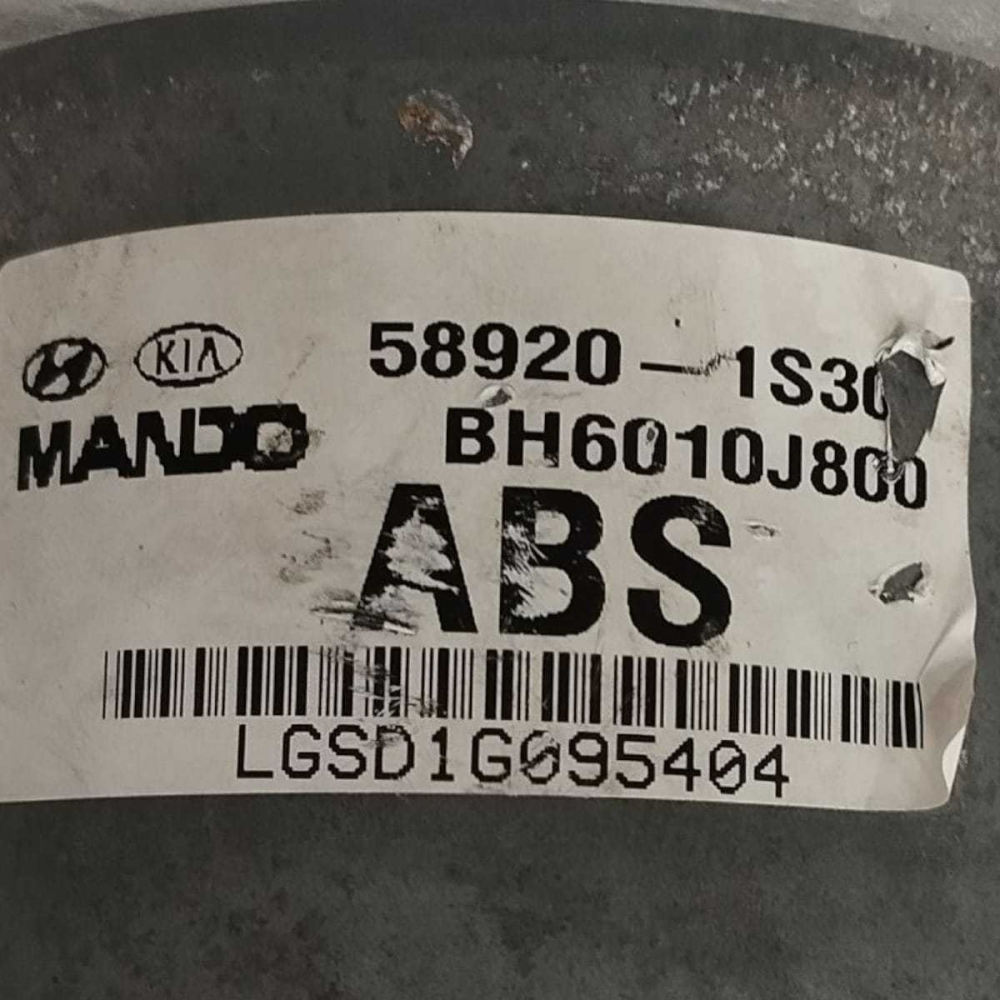 KIA 58920-1S30
MANDO BH6010J800
ABS
LGSD1G095404